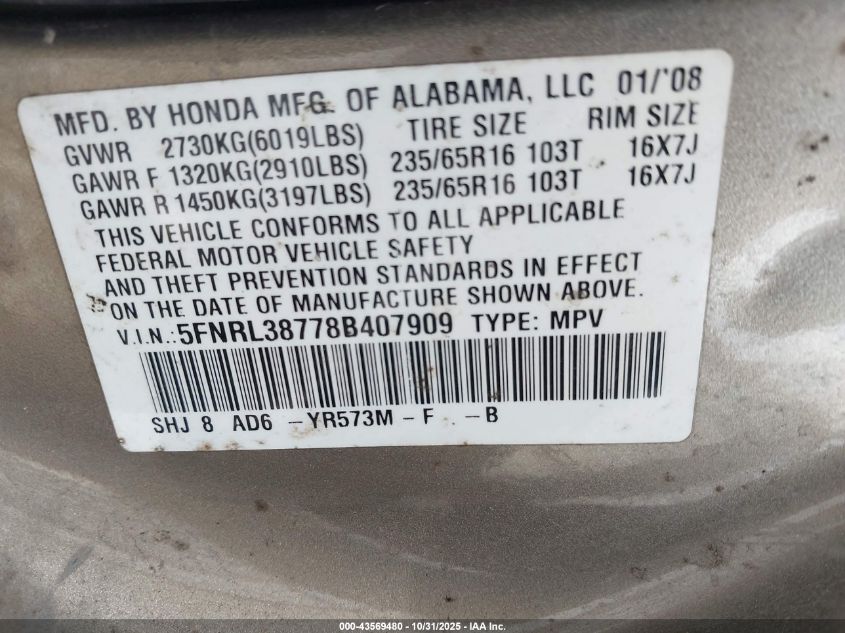 MFD. BY HONDA MFG. OF ALABAMA, LLC 01/'08
GVWR 2730KG(6019LBS) TIRE SIZE RIM SIZE
GAWR F 1320KG(2910LBS) 235/65R16 103T 16X7J
GAWR R 1450KG(3197LBS) 235/65R16 103T 16X7J
THIS VEHICLE CONFORMS TO ALL APPLICABLE
FEDERAL MOTOR VEHICLE SAFETY
AND THEFT PREVENTION STANDARDS IN EFFECT
ON THE DATE OF MANUFACTURE SHOWN ABOVE.
V.I.N.: 5FNRL38778B407909 TYPE: MPV
SHJ 8 AD6 -YR573M-F -B
000-43569480 - 10/31/2025 - IAA Inc.